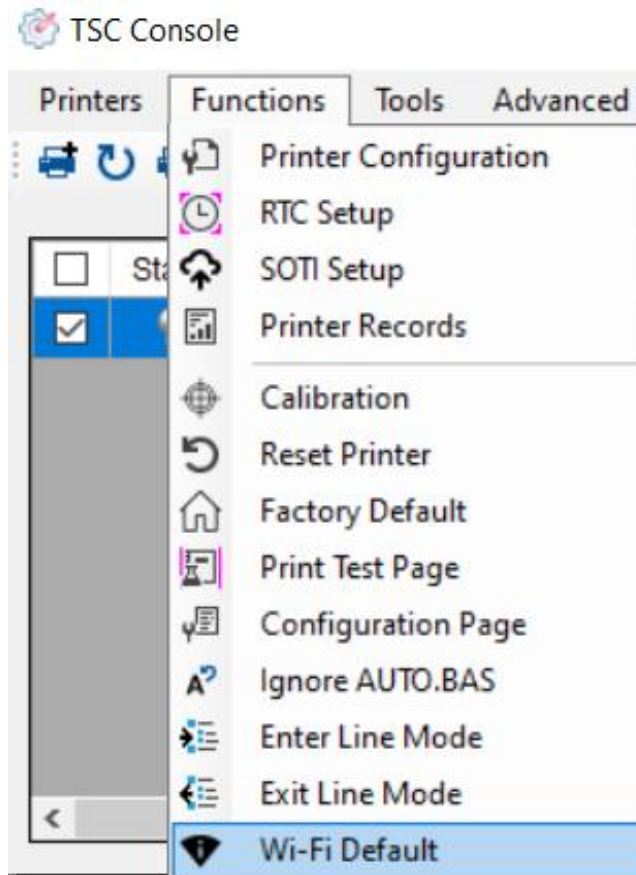 TSC Console
Printers Functions Tools Advanced
Printer Configuration
RTC Setup
SOTI Setup
Printer Records
Calibration
Reset Printer
Factory Default
Print Test Page
Configuration Page
Ignore AUTO.BAS
Enter Line Mode
Exit Line Mode
Wi-Fi Default